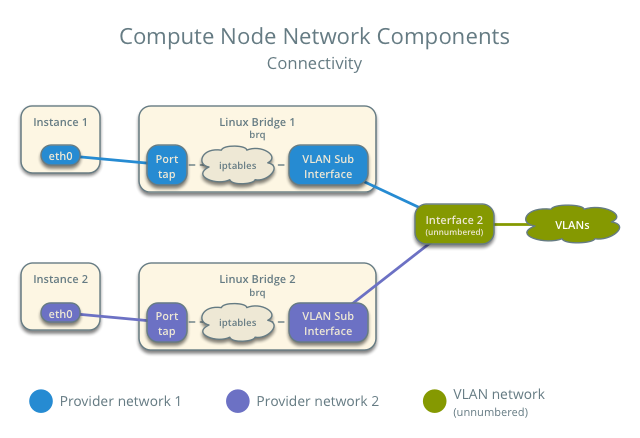 Compute Node Network Components
Connectivity
Instance 1
eth0
Linux Bridge 1
brq
Port
tap
iptables
VLAN Sub
Interface
Interface 2
(unnumbered)
VLANs
Instance 2
eth0
Linux Bridge 2
brq
Port
tap
iptables
VLAN Sub
Interface
Provider network 1
Provider network 2
VLAN network
(unnumbered)